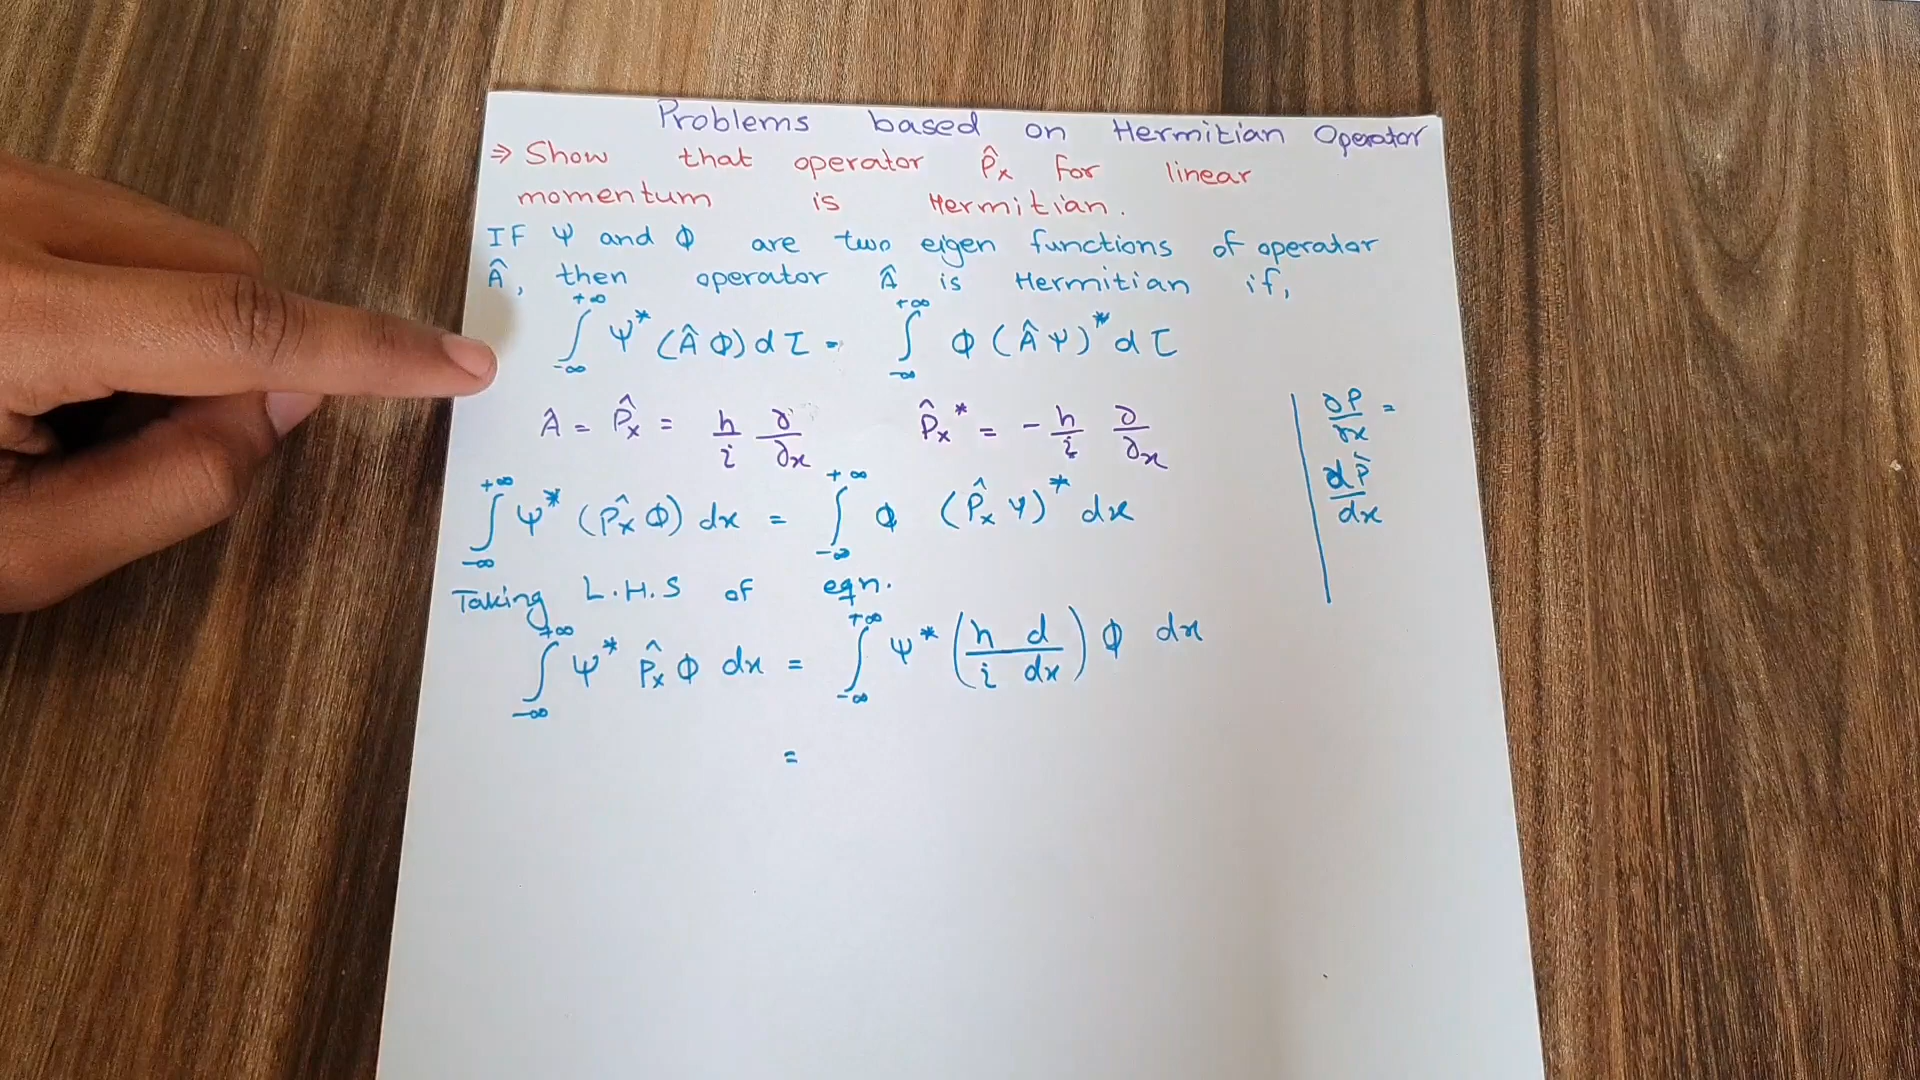 Problems based on Hermitian Operator
⇒ Show that operator P̂x For linear
momentum is Hermitian.
IF Ψ and Φ are two eigen functions of operator
Â, then operator Â is Hermitian if,
∫_{-∞}^{+∞} Ψ* (Â Φ) dτ = ∫_{-∞}^{+∞} Φ (Â Ψ)* dτ
Â = P̂x = h/i ∂/∂x P̂x* = - h/i ∂/∂x
∂P/∂x =
dP̂/dx
∫_{-∞}^{+∞} Ψ* (P̂x Φ) dx = ∫_{-∞}^{+∞} Φ (P̂x Ψ)* dx
Taking L.H.S of eqn.
∫_{-∞}^{+∞} Ψ* P̂x Φ dx = ∫_{-∞}^{+∞} Ψ* (h d / i dx) Φ dx
=